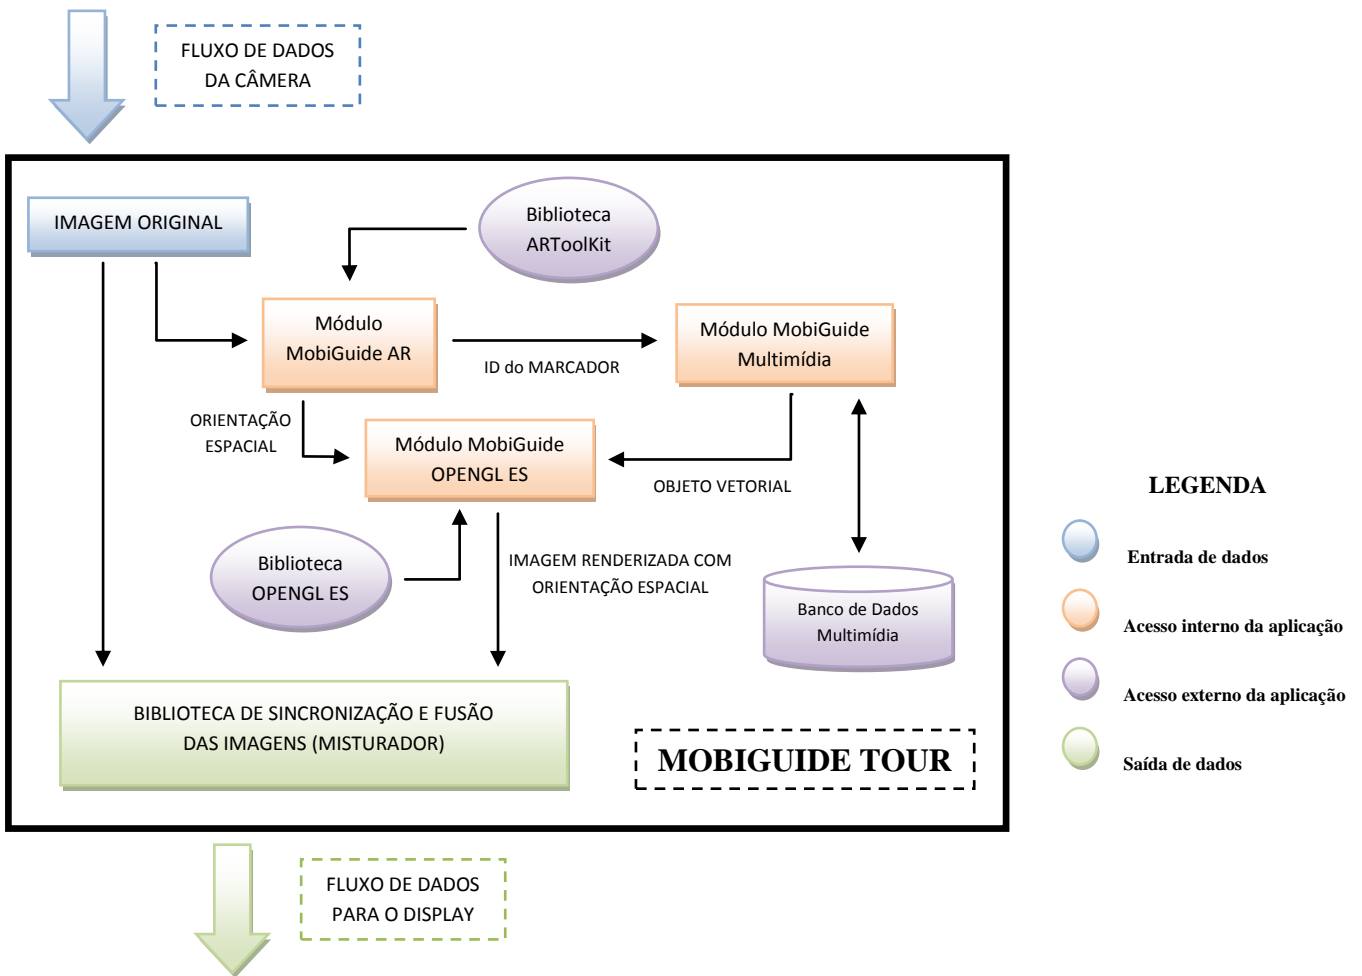 FLUXO DE DADOS
DA CÂMERA
IMAGEM ORIGINAL
Biblioteca
ARToolKit
Módulo
MobiGuide AR
ID do MARCADOR
Módulo MobiGuide
Multimídia
ORIENTAÇÃO
ESPACIAL
Módulo MobiGuide
OPENGL ES
OBJETO VETORIAL
Biblioteca
OPENGL ES
IMAGEM RENDERIZADA COM
ORIENTAÇÃO ESPACIAL
Banco de Dados
Multimídia
BIBLIOTECA DE SINCRONIZAÇÃO E FUSÃO
DAS IMAGENS (MISTURADOR)
MOBIGUIDE TOUR
FLUXO DE DADOS
PARA O DISPLAY
LEGENDA
Entrada de dados
Acesso interno da aplicação
Acesso externo da aplicação
Saída de dados